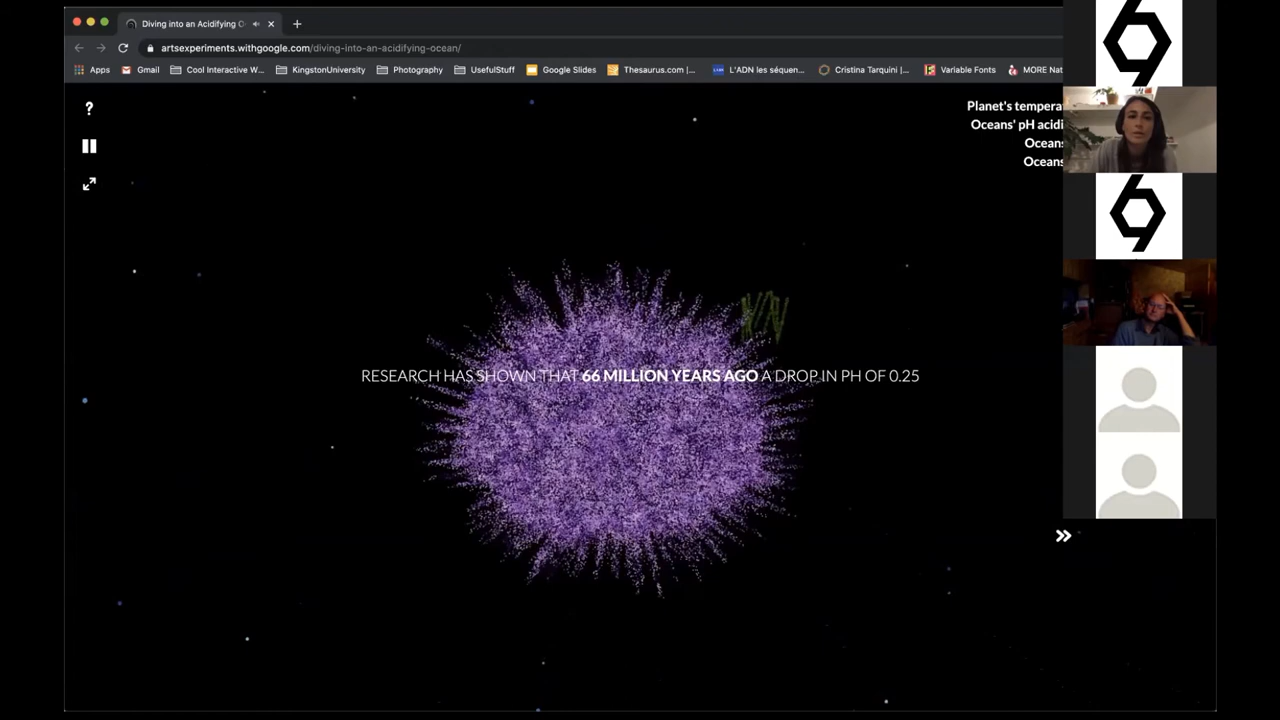 Diving into an Acidifying O
artsexperiments.withgoogle.com/diving-into-an-acidifying-ocean/
Apps Gmail Cool Interactive W... KingstonUniversity Photography UsefulStuff Google Slides Thesaurus.com |... L'ADN les séquen... Cristina Tarquini |... Variable Fonts MORE Nat
?
Planet's tempera
Oceans' pH acidi
Oceans
Oceans
RESEARCH HAS SHOWN THAT 66 MILLION YEARS AGO A DROP IN PH OF 0.25